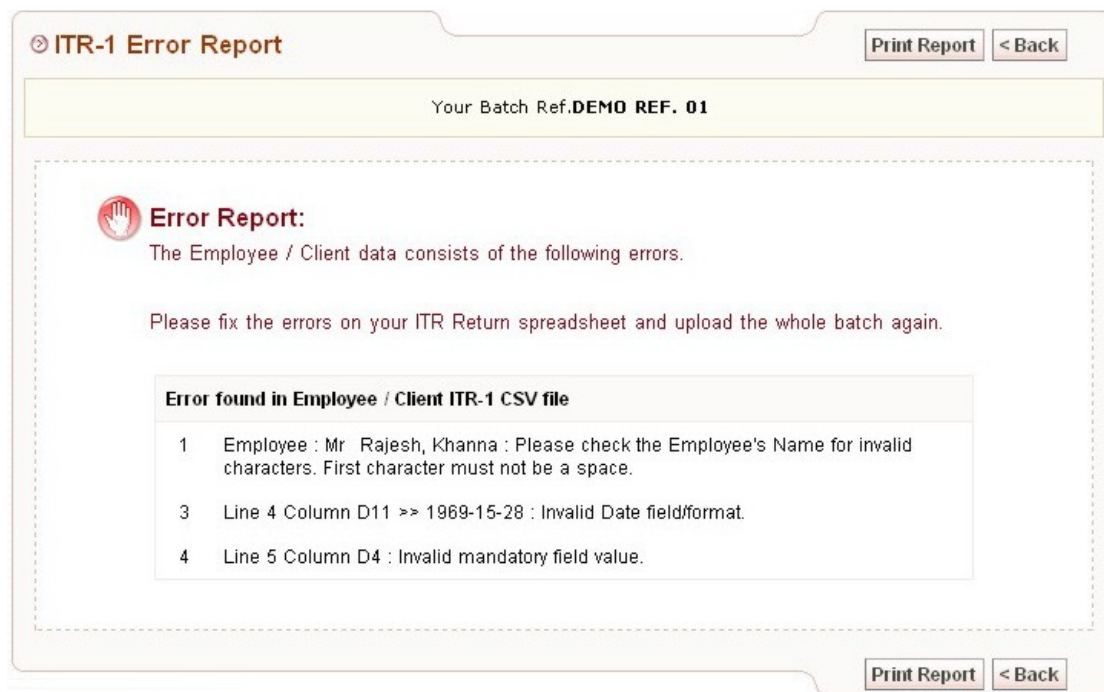 ITR-1 Error Report
Print Report < Back
Your Batch Ref.DEMO REF. 01
Error Report:
The Employee / Client data consists of the following errors.
Please fix the errors on your ITR Return spreadsheet and upload the whole batch again.
Error found in Employee / Client ITR-1 CSV file
1 Employee : Mr Rajesh, Khanna : Please check the Employee's Name for invalid
characters. First character must not be a space.
3 Line 4 Column D11 >> 1969-15-28 : Invalid Date field/format.
4 Line 5 Column D4 : Invalid mandatory field value.
Print Report < Back